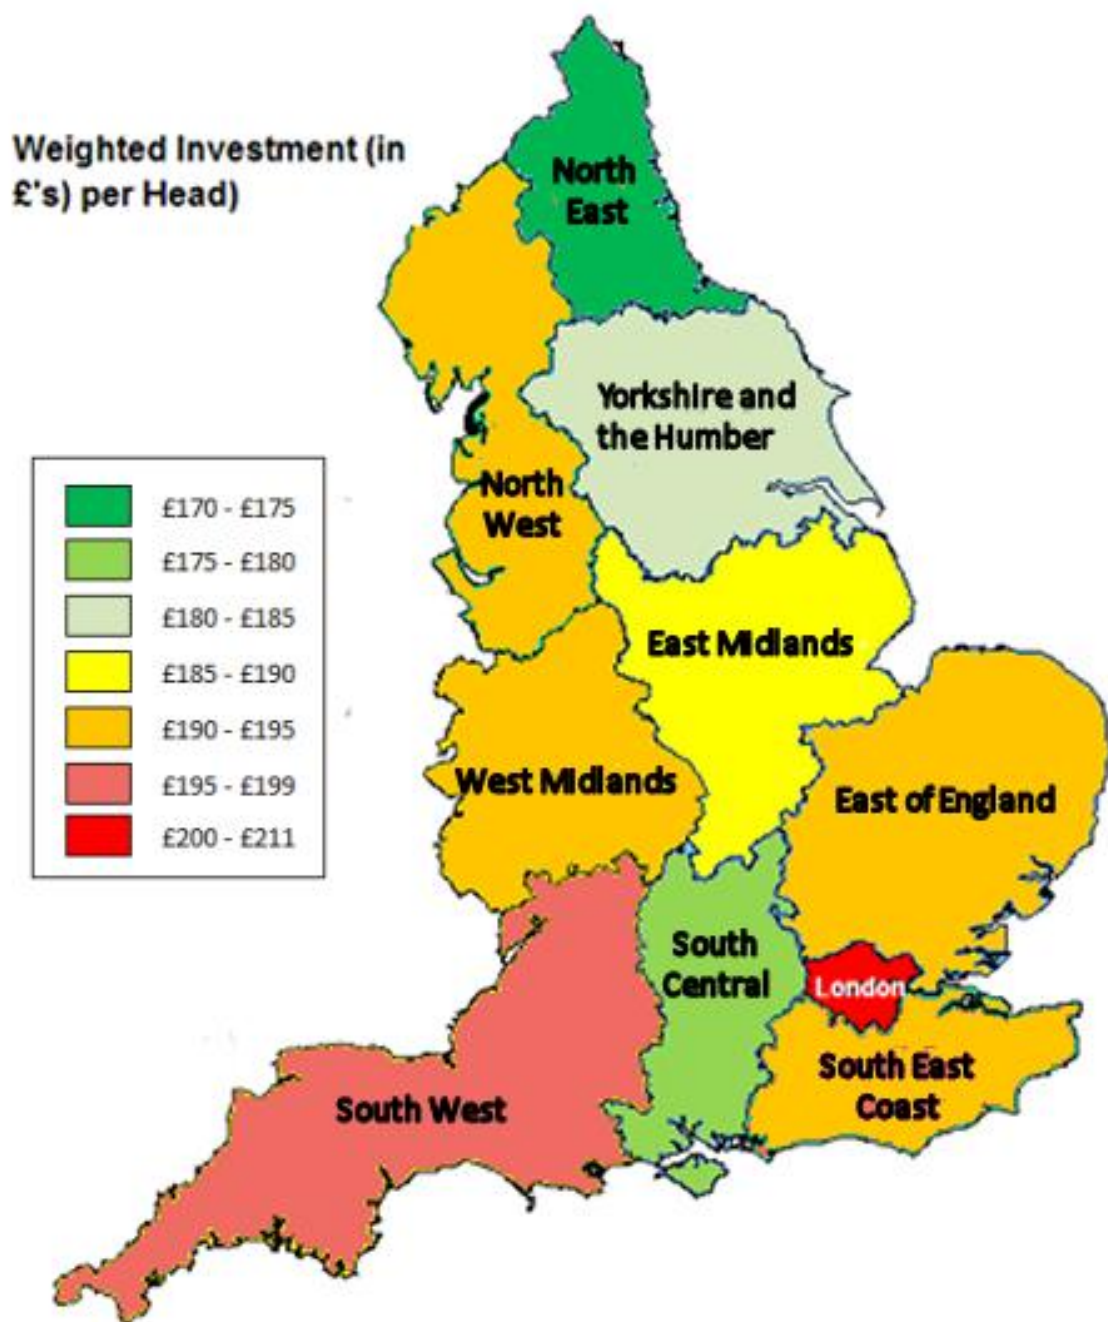 Weighted Investment (in
£'s) per Head)
North
East
Yorkshire and
the Humber
North
West
£170 - £175
£175 - £180
£180 - £185
£185 - £190
£190 - £195
£195 - £199
£200 - £211
East Midlands
West Midlands
East of England
South
Central
London
South East
Coast
South West